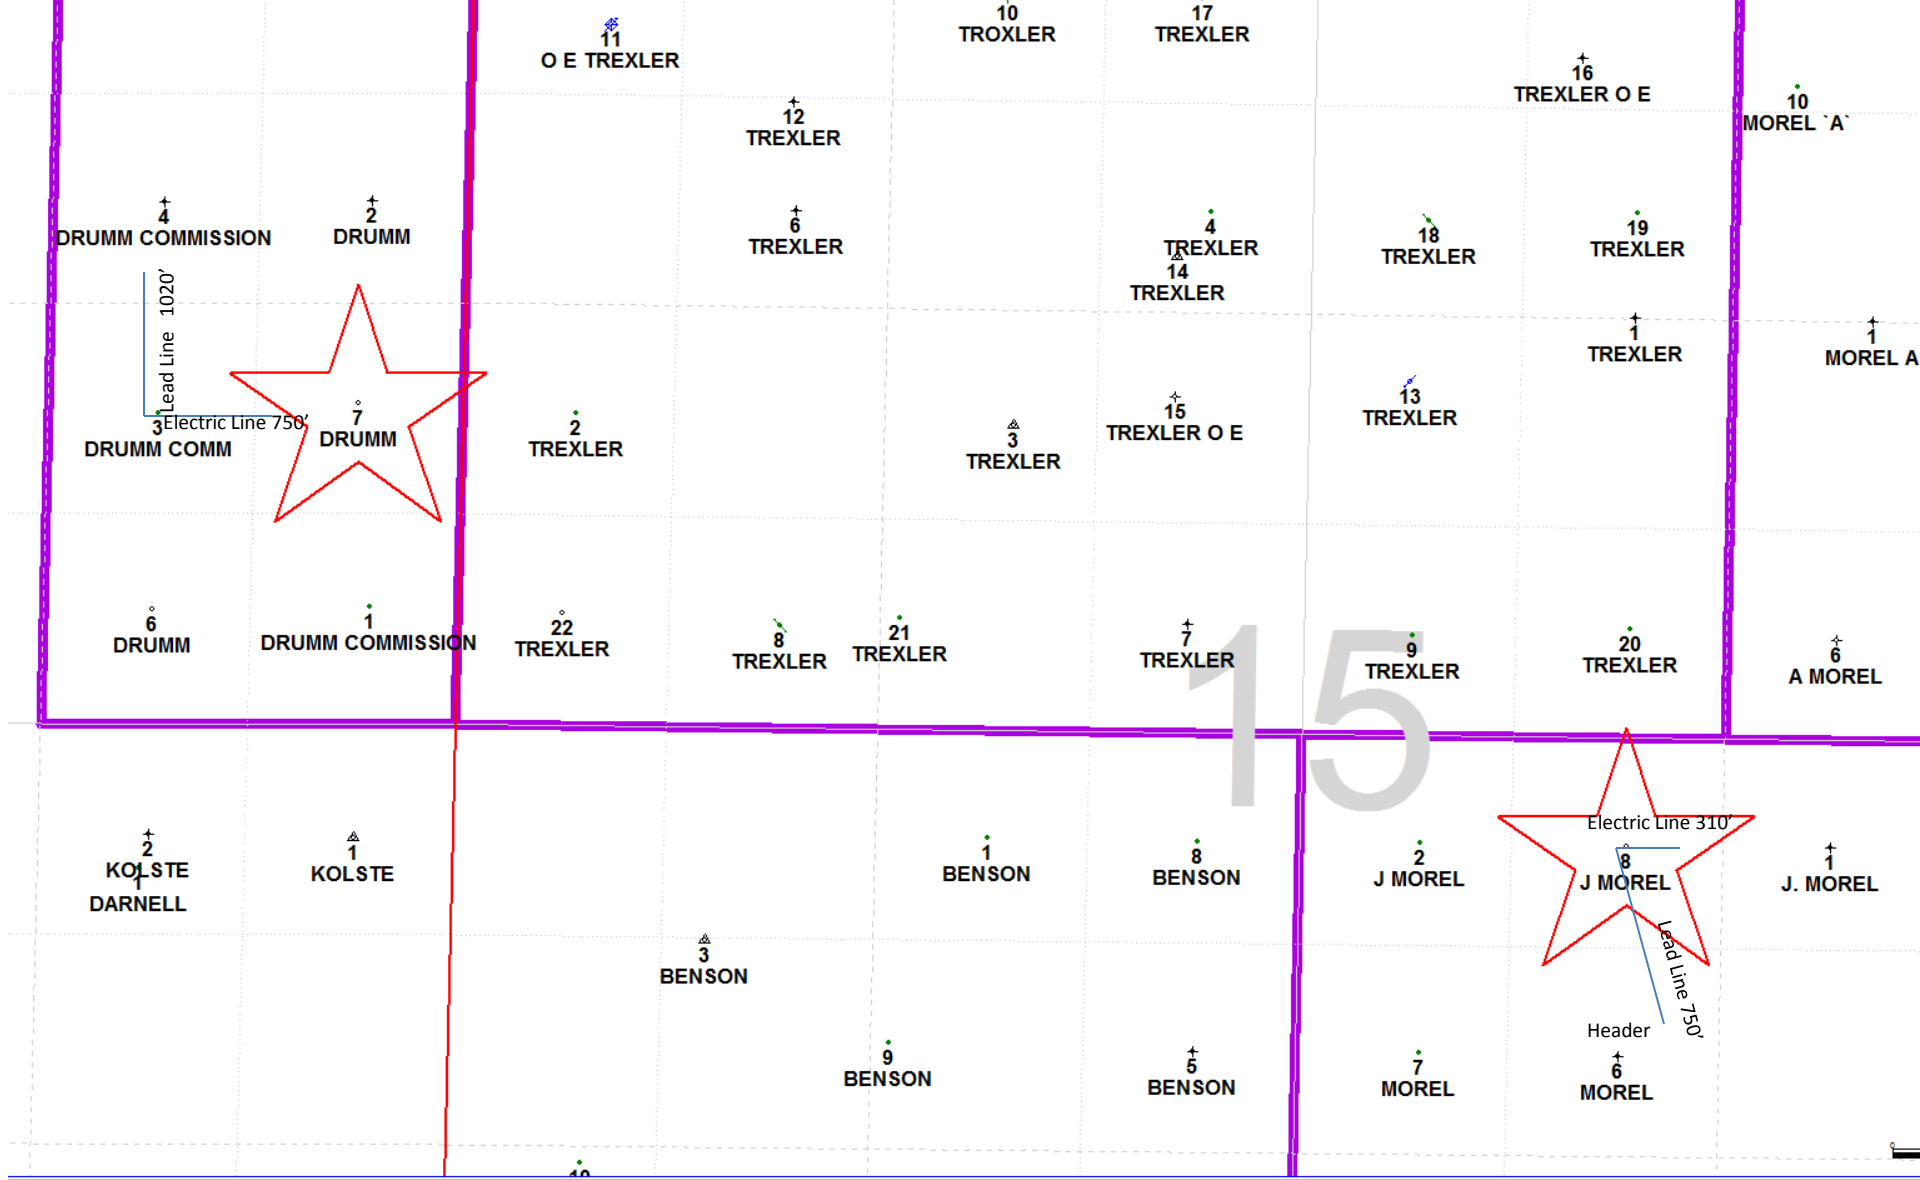 10
TROXLER
17
TREXLER
11
O E TREXLER
16
TREXLER O E
10
MOREL `A`
12
TREXLER
4
DRUMM COMMISSION
2
DRUMM
6
TREXLER
4
TREXLER
18
TREXLER
19
TREXLER
14
TREXLER
Lead Line 1020'
1
TREXLER
1
MOREL A
13
TREXLER
3
Electric Line 750'
DRUMM COMM
7
DRUMM
2
TREXLER
3
TREXLER
15
TREXLER O E
6
DRUMM
1
DRUMM COMMISSION
22
TREXLER
8
TREXLER
21
TREXLER
7
TREXLER
15
9
TREXLER
20
TREXLER
6
A MOREL
2
KOLSTE
1
DARNELL
1
KOLSTE
1
BENSON
8
BENSON
2
J MOREL
Electric Line 310'
8
J MOREL
1
J. MOREL
3
BENSON
Lead Line 750'
Header
9
BENSON
5
BENSON
7
MOREL
6
MOREL